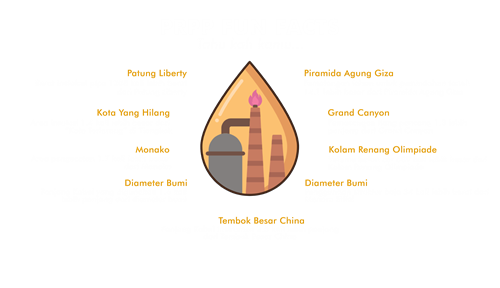 Patung Liberty
Piramida Agung Giza
Kota Yang Hilang
Grand Canyon
Monako
Kolam Renang Olimpiade
Diameter Bumi
Diameter Bumi
Tembok Besar China